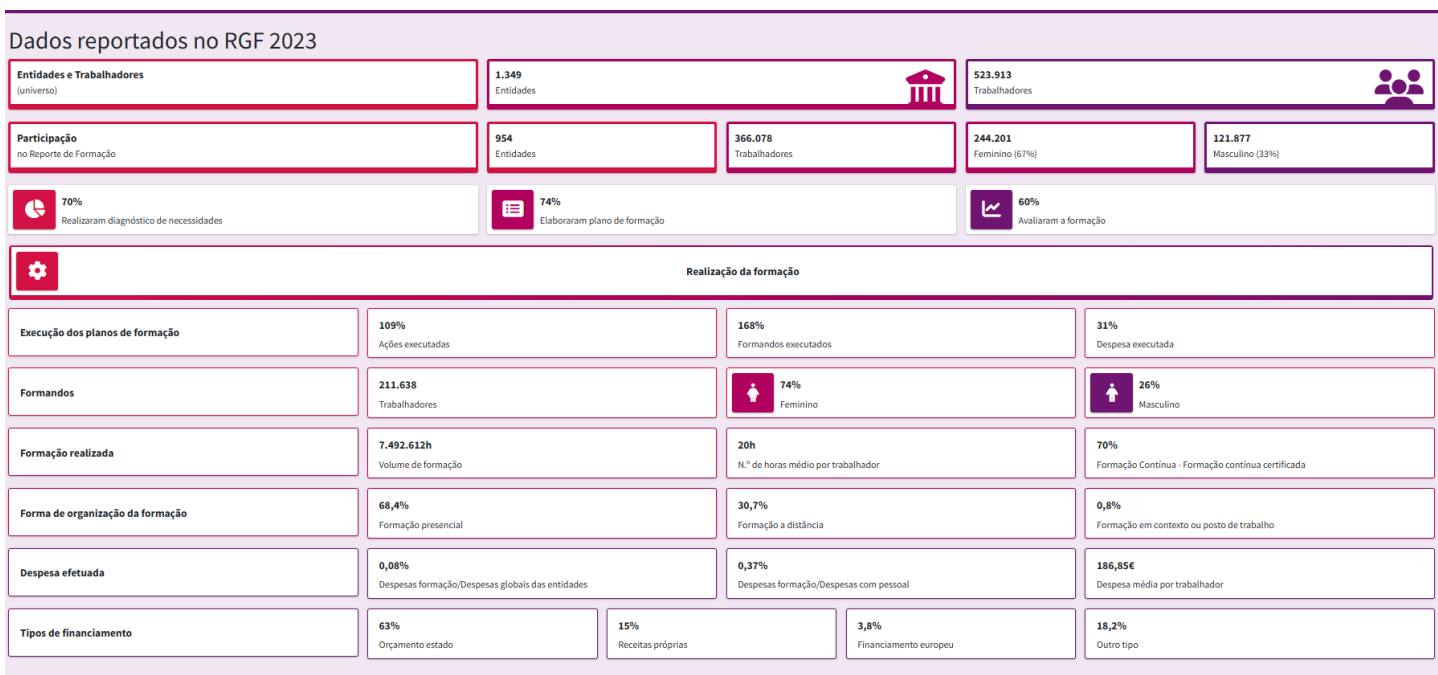 Dados reportados no RGF 2023
Entidades e Trabalhadores
(universo)
1.349
Entidades
523.913
Trabalhadores
Participação
no Reporte de Formação
954
Entidades
366.078
Trabalhadores
244.201
Feminino (67%)
121.877
Masculino (33%)
70%
Realizaram diagnóstico de necessidades
74%
Elaboraram plano de formação
60%
Avaliaram a formação
Realização da formação
Execução dos planos de formação
109%
Ações executadas
168%
Formandos executados
31%
Despesa executada
Formandos
211.638
Trabalhadores
74%
Feminino
26%
Masculino
Formação realizada
7.492.612h
Volume de formação
20h
N.º de horas médio por trabalhador
70%
Formação Contínua - Formação contínua certificada
Forma de organização da formação
68,4%
Formação presencial
30,7%
Formação a distância
0,8%
Formação em contexto ou posto de trabalho
Despesa efetuada
0,08%
Despesas formação/Despesas globais das entidades
0,37%
Despesas formação/Despesas com pessoal
186,85€
Despesa média por trabalhador
Tipos de financiamento
63%
Orçamento estado
15%
Receitas próprias
3,8%
Financiamento europeu
18,2%
Outro tipo